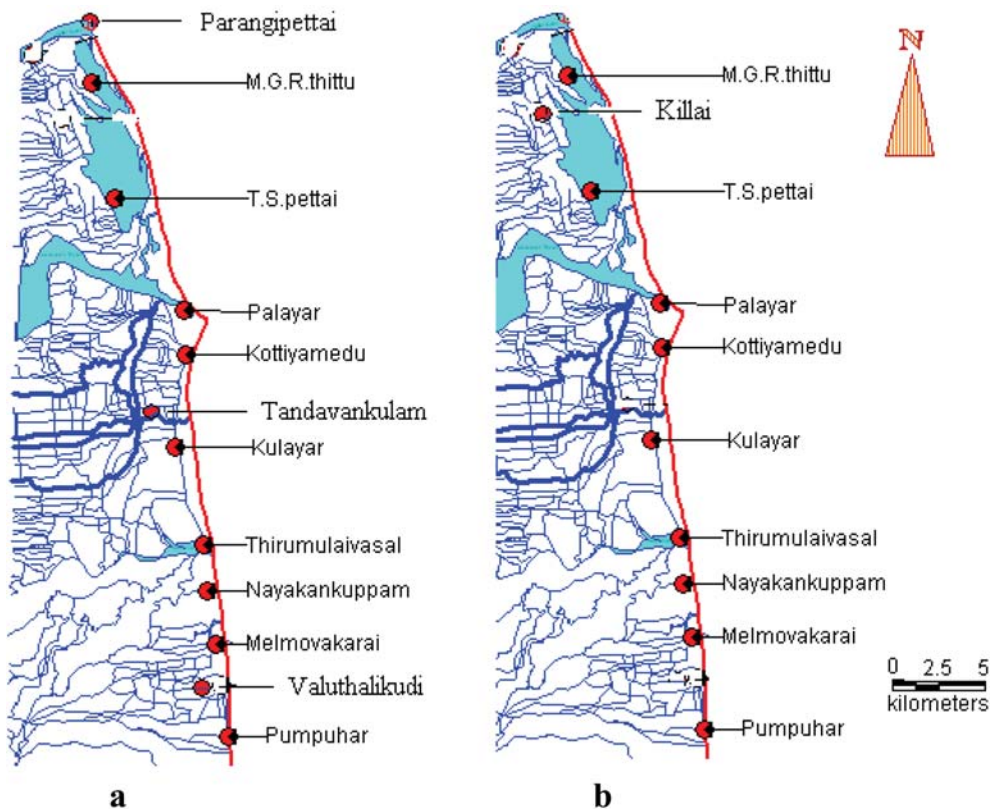 Parangipettai
M.G.R.thittu
T.S.pettai
Palayar
Kottiyamedu
Tandavankulam
Kulayar
Thirumulaivasal
Nayakankuppam
Melmovakarai
Valuthalikudi
Pumpuhar
a
M.G.R.thittu
Killai
T.S.pettai
Palayar
Kottiyamedu
Kulayar
Thirumulaivasal
Nayakankuppam
Melmovakarai
Pumpuhar
b
N
0 2.5 5
kilometers